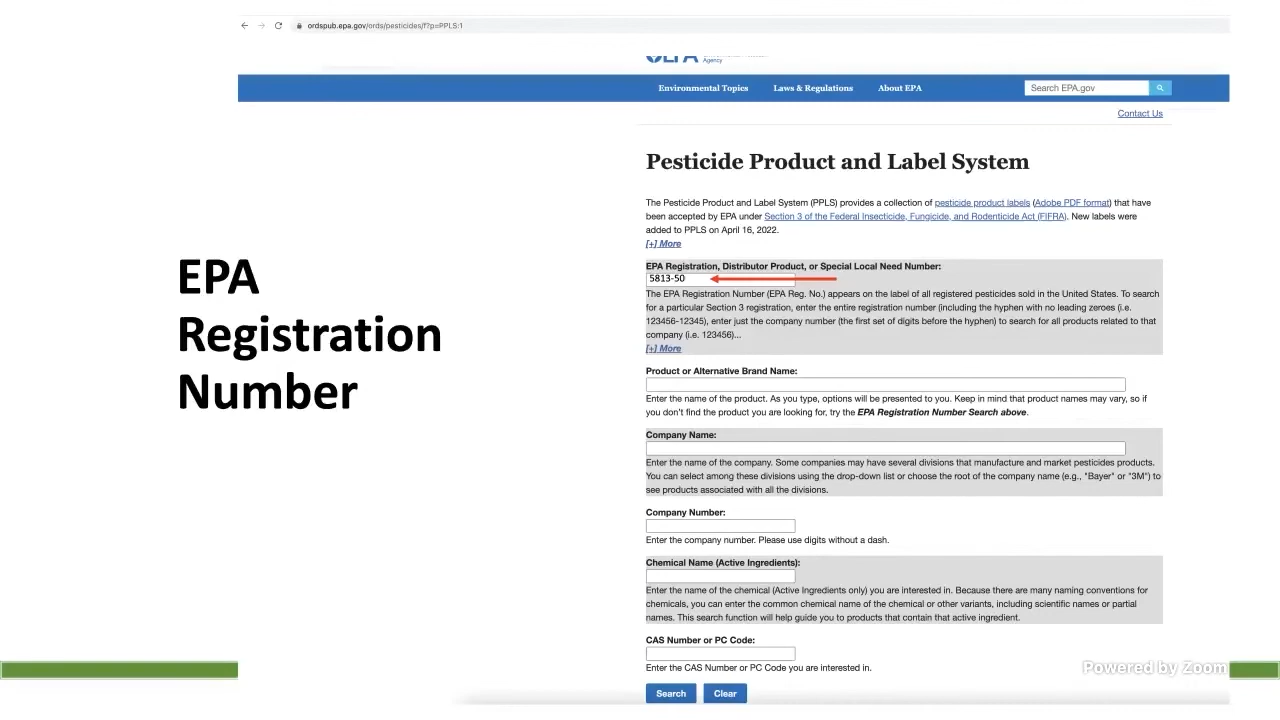 ordspub.epa.gov/ords/pesticides/f?p=PPLS:1
Agency
Environmental Topics
Laws & Regulations
About EPA
Search EPA.gov
Contact Us
EPA
Registration
Number
Pesticide Product and Label System
The Pesticide Product and Label System (PPLS) provides a collection of pesticide product labels (Adobe PDF format) that have
been accepted by EPA under Section 3 of the Federal Insecticide, Fungicide, and Rodenticide Act (FIFRA). New labels were
added to PPLS on April 16, 2022.
[+] More
EPA Registration, Distributor Product, or Special Local Need Number:
5813-50
The EPA Registration Number (EPA Reg. No.) appears on the label of all registered pesticides sold in the United States. To search
for a particular Section 3 registration, enter the entire registration number (including the hyphen with no leading zeroes (i.e.
123456-12345), enter just the company number (the first set of digits before the hyphen) to search for all products related to that
company (i.e. 123456)...
[+] More
Product or Alternative Brand Name:
Enter the name of the product. As you type, options will be presented to you. Keep in mind that product names may vary, so if
you don't find the product you are looking for, try the EPA Registration Number Search above.
Company Name:
Enter the name of the company. Some companies may have several divisions that manufacture and market pesticides products.
You can select among these divisions using the drop-down list or choose the root of the company name (e.g., "Bayer" or "3M") to
see products associated with all the divisions.
Company Number:
Enter the company number. Please use digits without a dash.
Chemical Name (Active Ingredients):
Enter the name of the chemical (Active Ingredients only) you are interested in. Because there are many naming conventions for
chemicals, you can enter the common chemical name of the chemical or other variants, including scientific names or partial
names. This search function will help guide you to products that contain that active ingredient.
CAS Number or PC Code:
Enter the CAS Number or PC Code you are interested in.
Search
Clear
Powered by Zoom